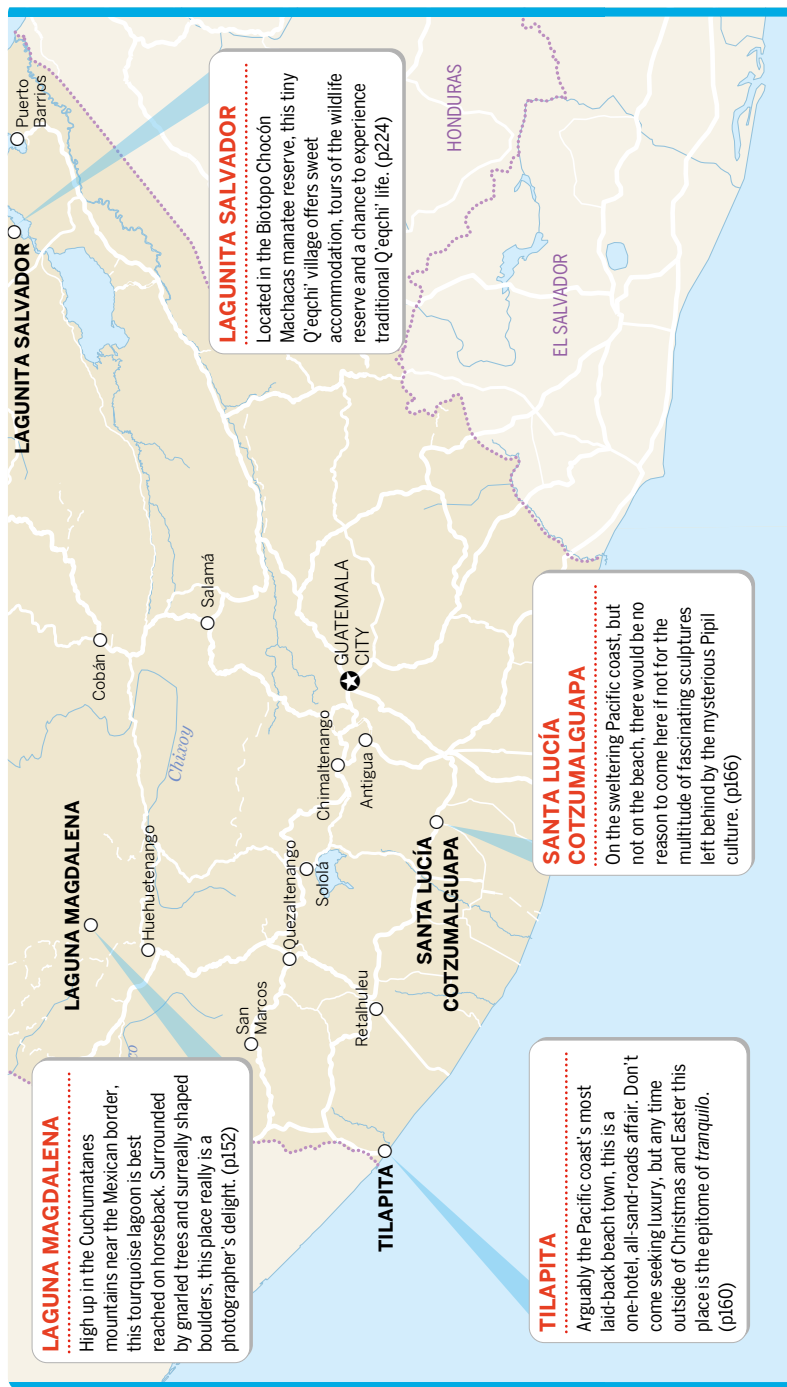 LAGUNA MAGDALENA
High up in the Cuchumatanes
mountains near the Mexican border,
this tourquoise lagoon is best
reached on horseback. Surrounded
by gnarled trees and surreally shaped
boulders, this place really is a
photographer's delight. (p152)
LAGUNITA SALVADOR
Located in the Biotopo Chocón
Machacas manatee reserve, this tiny
Q'eqchi' village offers sweet
accommodation, tours of the wildlife
reserve and a chance to experience
traditional Q'eqchi' life. (p224)
TILAPITA
Arguably the Pacific coast's most
laid-back beach town, this is a
one-hotel, all-sand-roads affair. Don't
come seeking luxury, but any time
outside of Christmas and Easter this
place is the epitome of tranquilo.
(p160)
SANTA LUCÍA
COTZUMALGUAPA
On the sweltering Pacific coast, but
not on the beach, there would be no
reason to come here if not for the
multitude of fascinating sculptures
left behind by the mysterious Pipil
culture. (p166)
LAGUNITA SALVADOR
Puerto
Barrios
LAGUNA MAGDALENA
Cobán
Huehuetenango
Chixoy
Salamá
San
Marcos
Quezaltenango
Sololá
Chimaltenango
GUATEMALA
CITY
Antigua
Retalhuleu
SANTA LUCÍA
COTZUMALGUAPA
TILAPITA
HONDURAS
EL SALVADOR